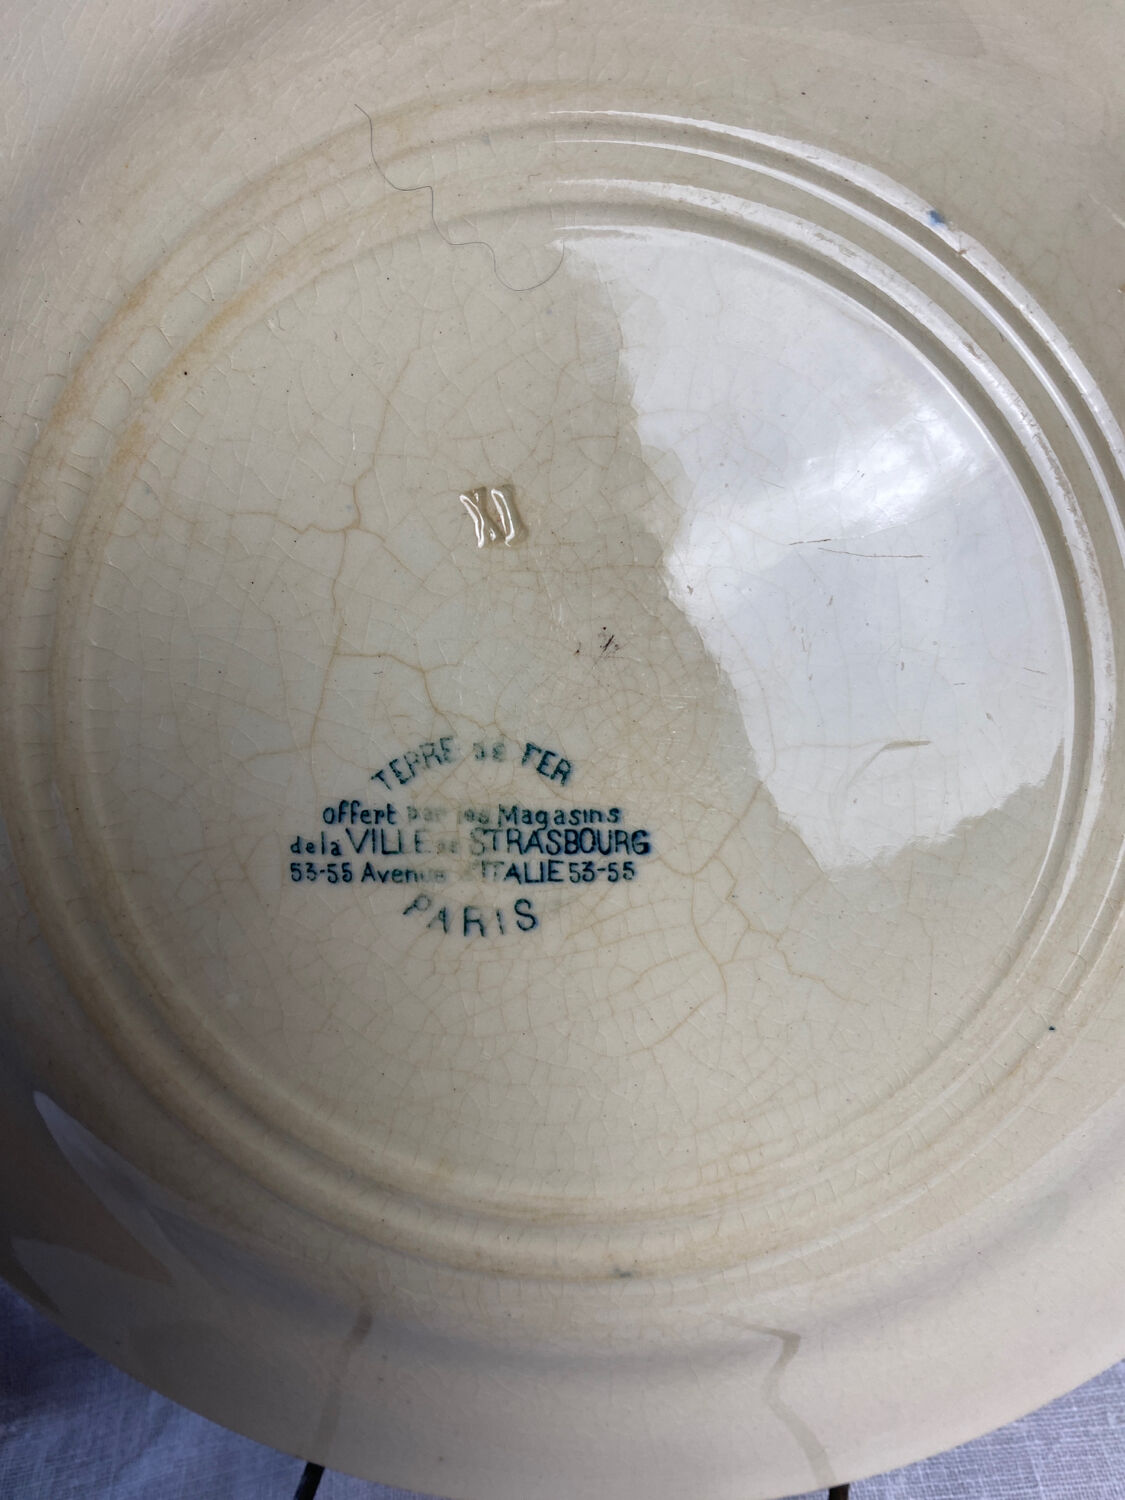 TERRE DE FER
offert par les Magasins
de la VILLE DE STRASBOURG
53-55 Avenue d'ITALIE 53-55
PARIS